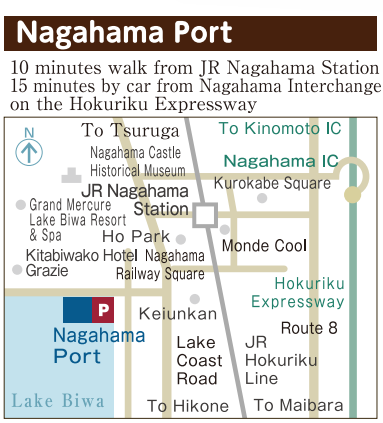 Nagahama Port
10 minutes walk from JR Nagahama Station
15 minutes by car from Nagahama Interchange
on the Hokuriku Expressway
N
To Tsuruga
To Kinomoto IC
Nagahama Castle
Historical Museum
Nagahama IC
JR Nagahama
Station
Kurokabe Square
Grand Mercure
Lake Biwa Resort
& Spa
Ho Park
Monde Cool
Kitabiwako Hotel
Grazie
Nagahama
Railway Square
Hokuriku
Expressway
P
Keiunkan
Nagahama
Port
Route 8
Lake
Coast
Road
JR
Hokuriku
Line
Lake Biwa
To Hikone
To Maibara